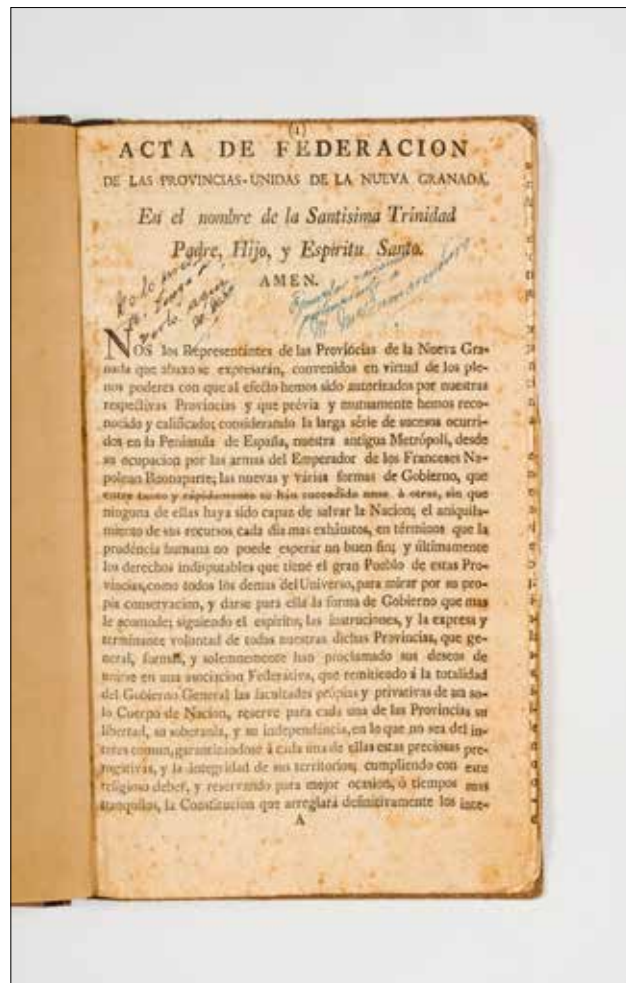 (1)
ACTA DE FEDERACION
DE LAS PROVINCIAS-UNIDAS DE LA NUEVA GRANADA.
En el nombre de la Santisima Trinidad
Padre, Hijo, y Espiritu Santo.
AMEN.
NOS los Representantes de las Provincias de la Nueva Gra-
nada que abaxo se expresarán, convenidos en virtud de los ple-
nos poderes con que al efecto hemos sido autorizados por nuestras
respectivas Provincias y que prévia y mutuamente hemos reco-
nocido y calificado; considerando la larga série de sucesos ocurri-
dos en la Peninsula de España, nuestra antigua Metrópoli, desde
su ocupacion por las armas del Emperador de los Franceses Na-
poleon Buonaparte; las nuevas y várias formas de Gobierno, que
entre tanto y rápidamente se han succedido unas à otras, sin que
ninguna de ellas haya sido capaz de salvar la Nacion; el aniquila-
miento de sus recursos cada dia mas exhâustos, en términos que la
prudéncia humana no puede esperar un buen fin; y últimamente
los derechos indisputables que tiene el gran Pueblo de estas Pro-
vincias, como todos los demas del Universo, para mirar por su pro-
pia conservacion, y darse para ella la forma de Gobierno que mas
le acomode; siguiendo el espíritu, las instruciones, y la expresa y
terminante voluntad de todas nuestras dichas Provincias, que ge-
neral, formal, y solemnemente han proclamado sus deseos de
unirse en una asociacion Federativa, que remitiendo á la totalidad
del Gobierno General las facultades própias y privativas de un so-
lo Cuerpo de Nacion, reserve para cada una de las Provincias su
libertad, su soberanía, y su independéncia, en lo que no sea del in-
teres comun, garantizándose à cada una de ellas estas preciosas pre-
rogativas, y la integridad de sus territorios; cumpliendo con este
religioso deber, y reservando para mejor ocasion, ò tiempos mas
tranquilos, la Constitucion que arreglará definitivamente los inte-
A